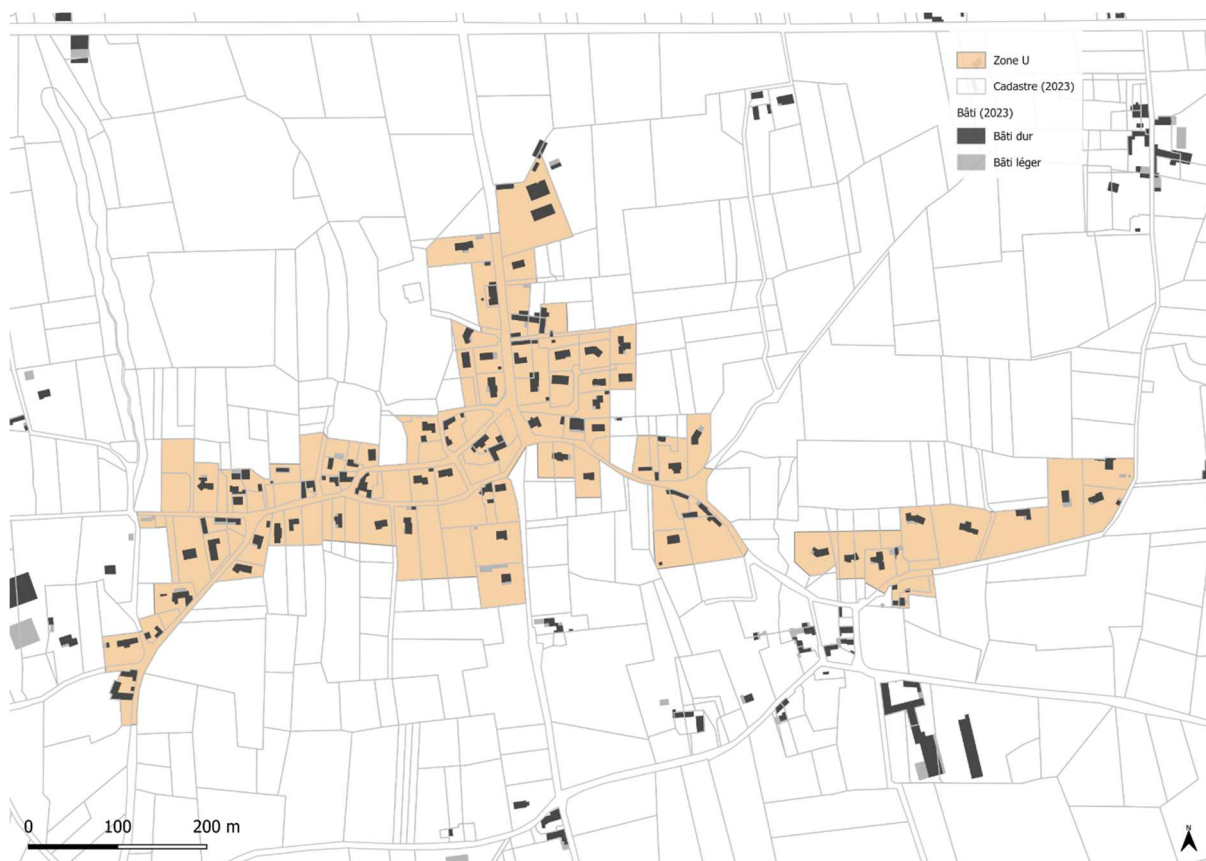 Zone U
Cadastre (2023)
Bâti (2023)
Bâti dur
Bâti léger
0 100 200 m
N